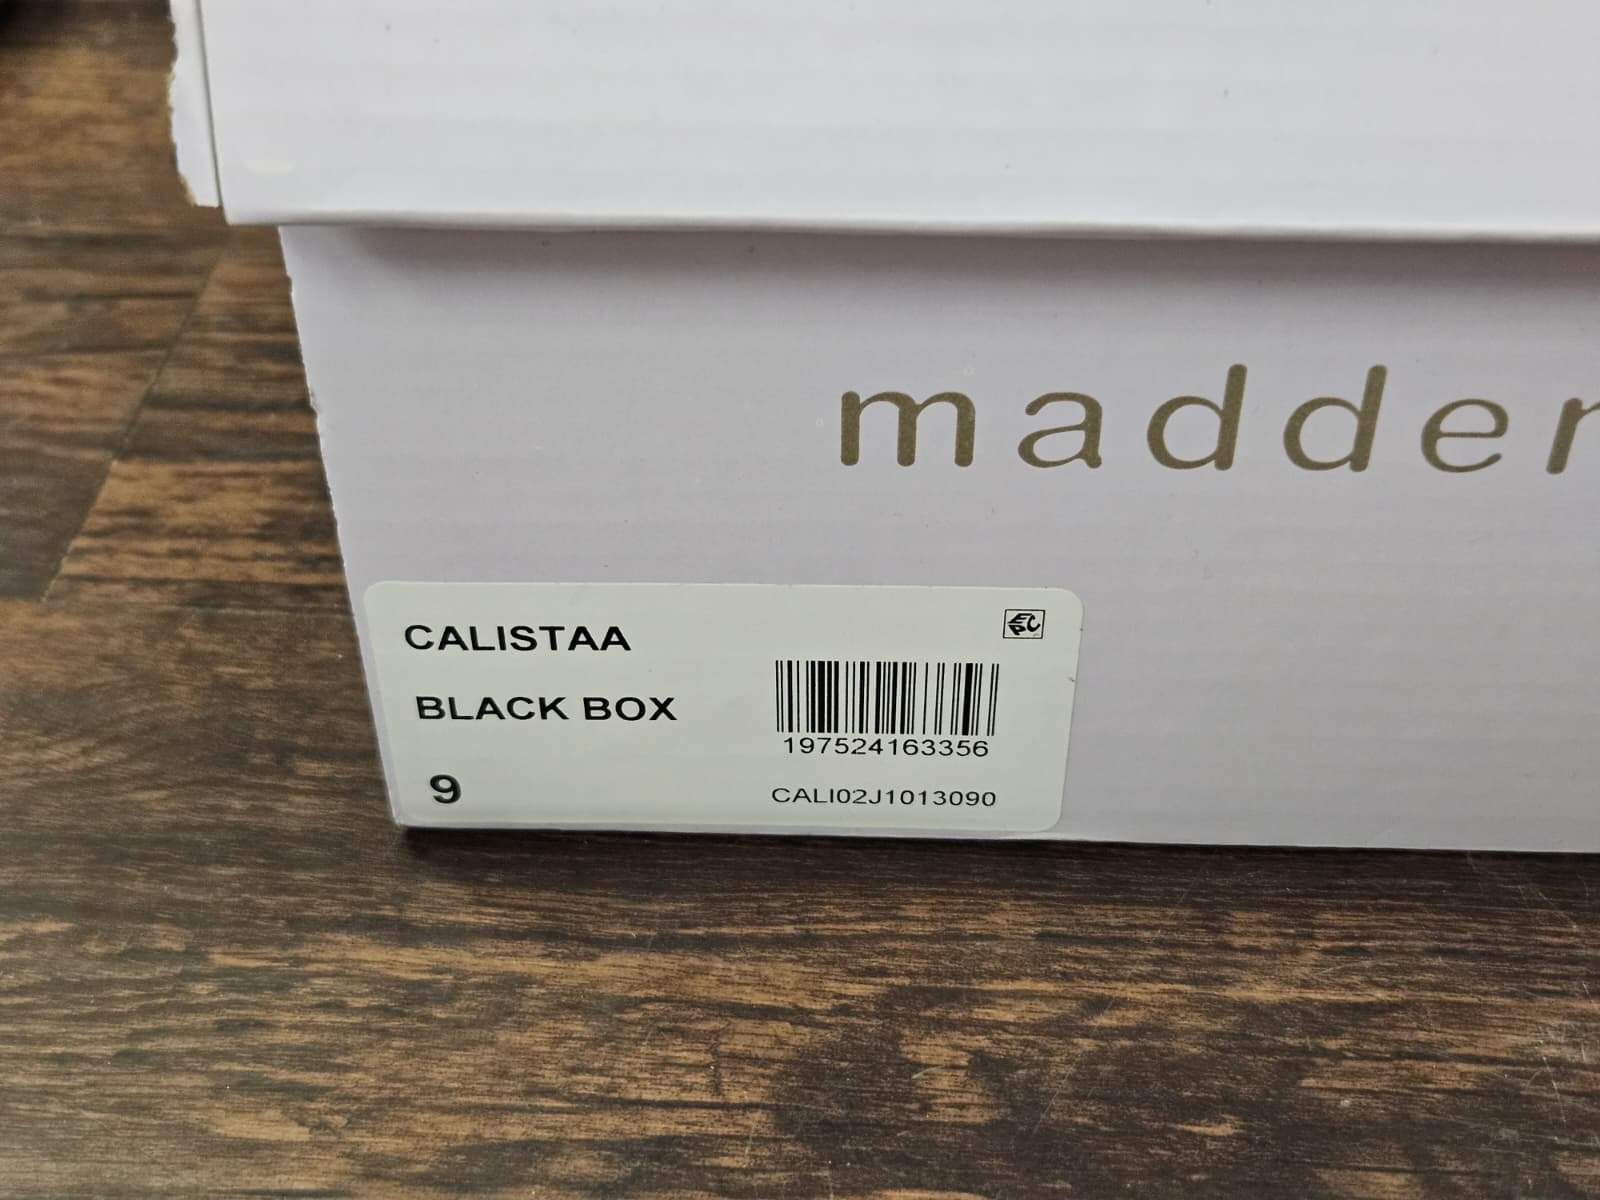 madden
CALISTAA
BLACK BOX
197524163356
9
CALI02J1013090